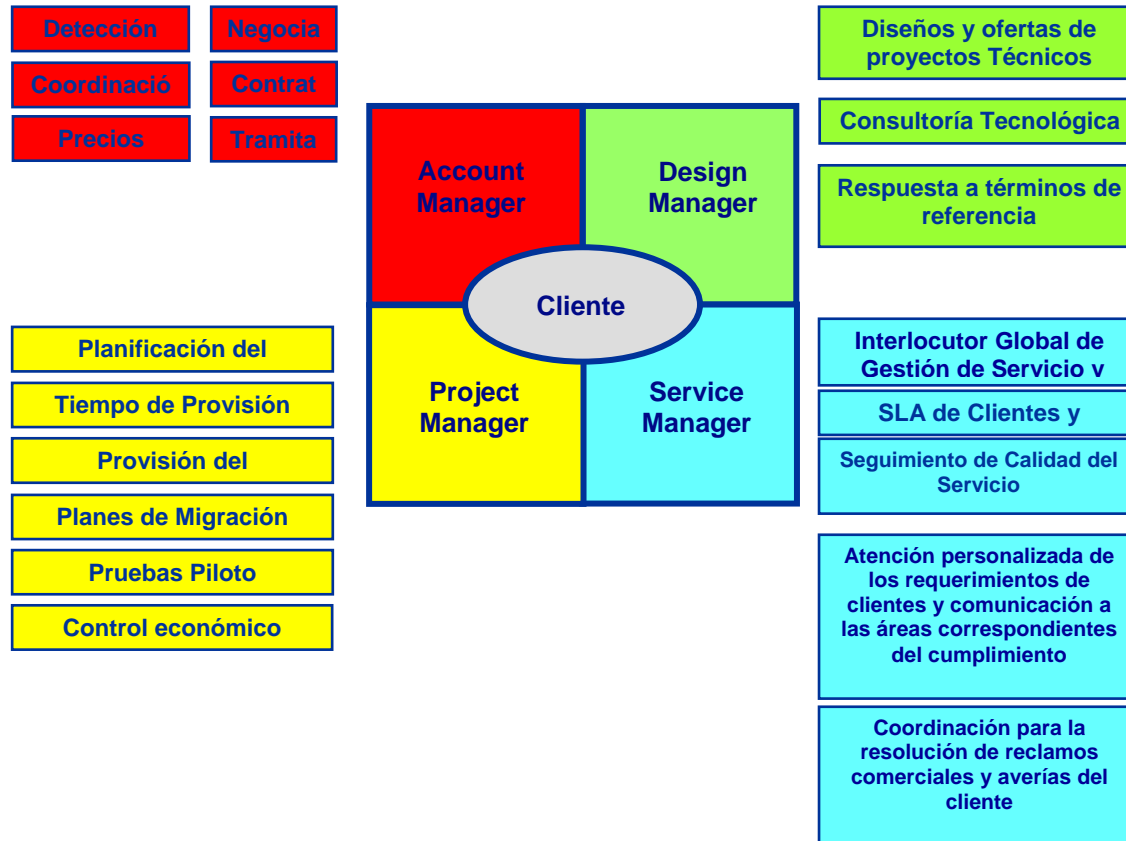 Detección
Negocia
Coordinació
Contrat
Precios
Tramita
Diseños y ofertas de
proyectos Técnicos
Consultoría Tecnológica
Respuesta a términos de
referencia
Account
Manager
Design
Manager
Cliente
Project
Manager
Service
Manager
Planificación del
Tiempo de Provisión
Provisión del
Planes de Migración
Pruebas Piloto
Control económico
Interlocutor Global de
Gestión de Servicio y
SLA de Clientes y
Seguimiento de Calidad del
Servicio
Atención personalizada de
los requerimientos de
clientes y comunicación a
las áreas correspondientes
del cumplimiento
Coordinación para la
resolución de reclamos
comerciales y averías del
cliente